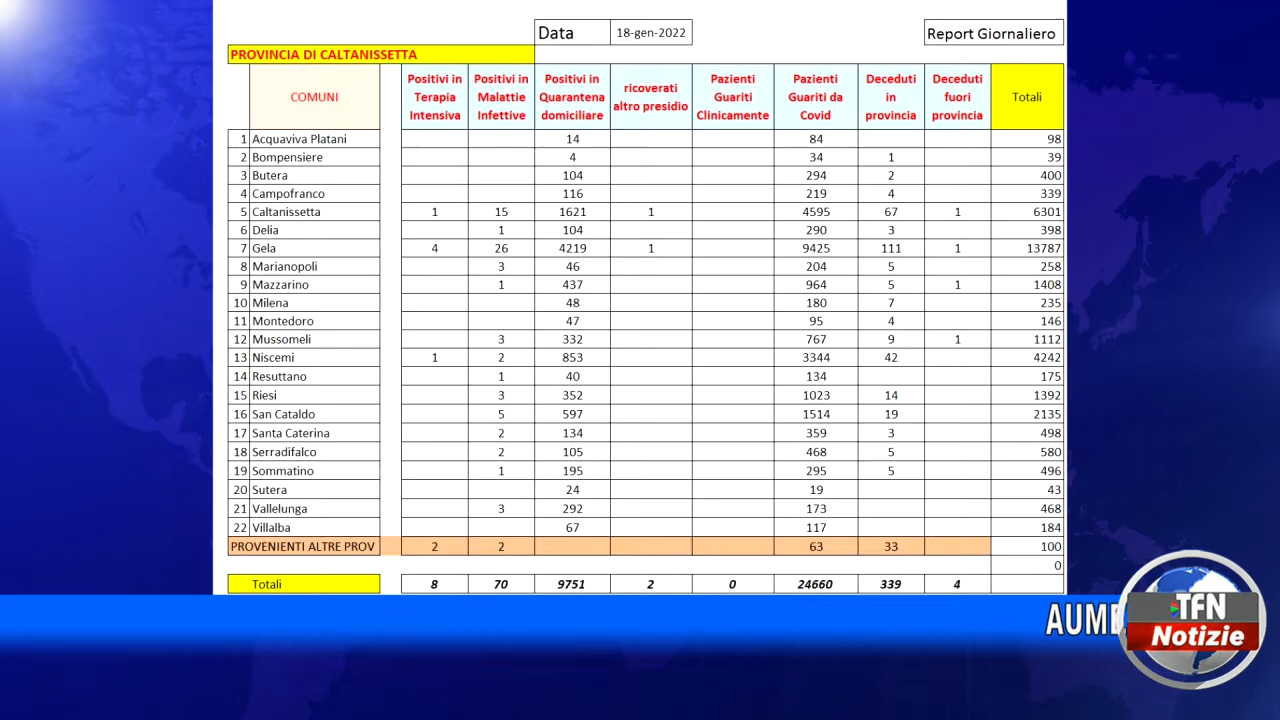 Data 18-gen-2022 Report Giornaliero
PROVINCIA DI CALTANISSETTA
COMUNI Positivi in Terapia Intensiva Positivi in Malattie Infettive Positivi in Quarantena domiciliare ricoverati altro presidio Pazienti Guariti Clinicamente Pazienti Guariti da Covid Deceduti in provincia Deceduti fuori provincia Totali
1 Acquaviva Platani 14 84 98
2 Bompensiere 4 34 1 39
3 Butera 104 294 2 400
4 Campofranco 116 219 4 339
5 Caltanissetta 1 15 1621 1 4595 67 1 6301
6 Delia 1 104 290 3 398
7 Gela 4 26 4219 1 9425 111 1 13787
8 Marianopoli 3 46 204 5 258
9 Mazzarino 1 437 964 5 1 1408
10 Milena 48 180 7 235
11 Montedoro 47 95 4 146
12 Mussomeli 3 332 767 9 1 1112
13 Niscemi 1 2 853 3344 42 4242
14 Resuttano 1 40 134 175
15 Riesi 3 352 1023 14 1392
16 San Cataldo 5 597 1514 19 2135
17 Santa Caterina 2 134 359 3 498
18 Serradifalco 2 105 468 5 580
19 Sommatino 1 195 295 5 496
20 Sutera 24 19 43
21 Vallelunga 3 292 173 468
22 Villalba 67 117 184
PROVENIENTI ALTRE PROV 2 2 63 33 100
0
Totali 8 70 9751 2 0 24660 339 4
AUME
TFN
Notizie